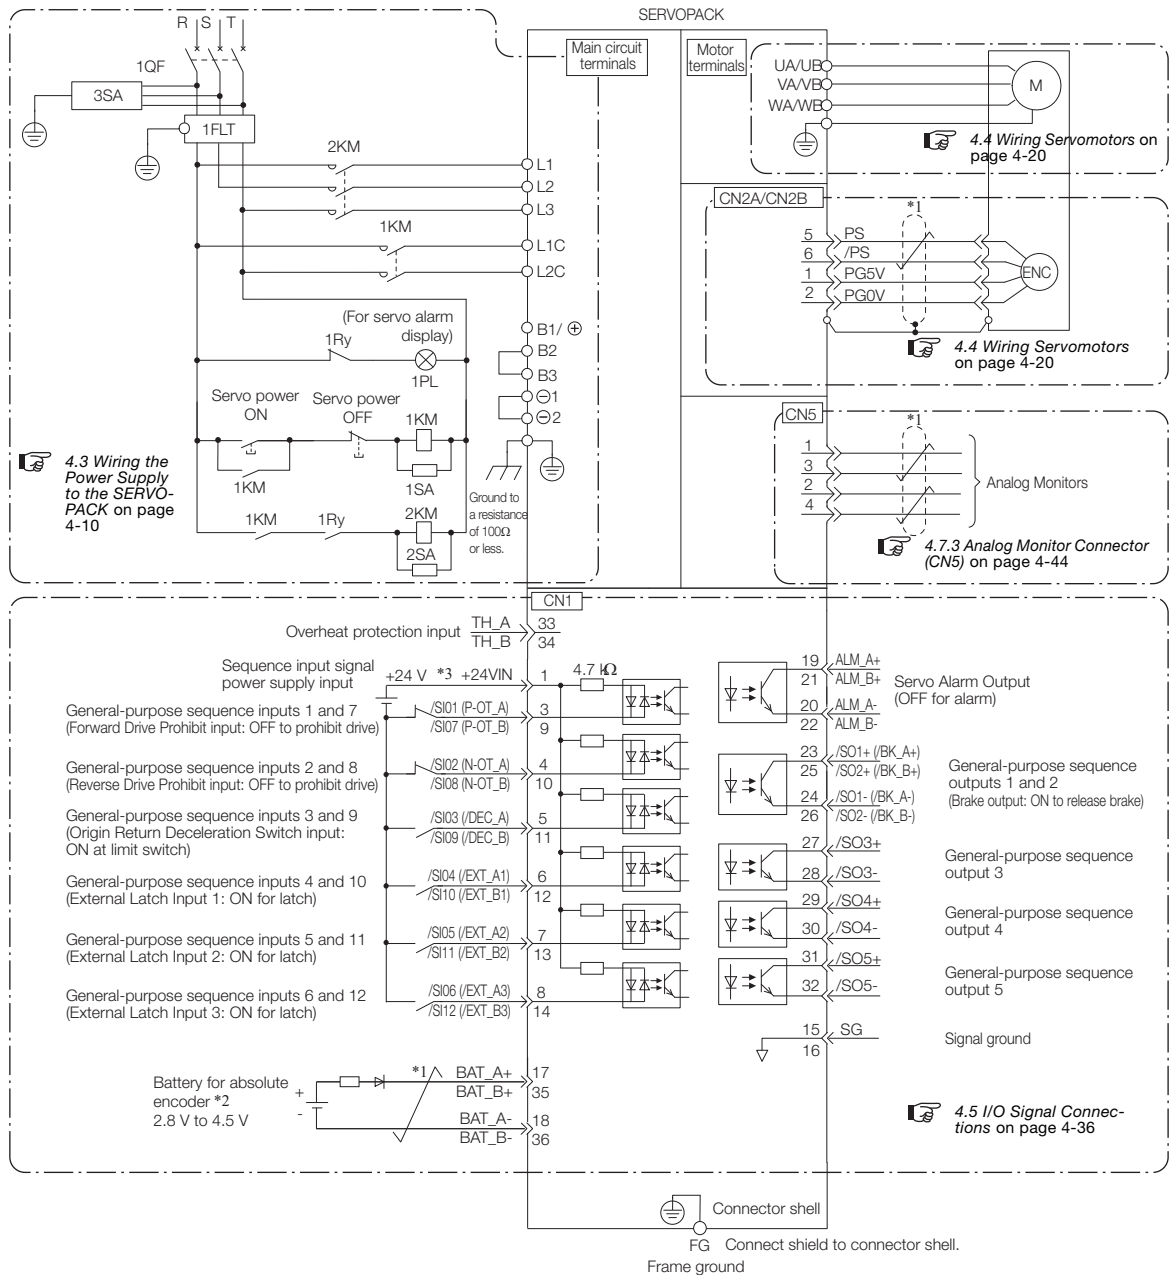 SERVOPACK
R S T
1QF
3SA
1FLT
Main circuit
terminals
Motor
terminals
UA/UB
VA/VB
WA/WB
M
4.4 Wiring Servomotors on
page 4-20
2KM
L1
L2
L3
1KM
L1C
L2C
CN2A/CN2B
*1
5 PS
6 /PS
1 PG5V
2 PG0V
ENC
4.4 Wiring Servomotors
on page 4-20
(For servo alarm
display)
1Ry
1PL
B1/ ⊕
B2
B3
⊖1
⊖2
Servo power
ON
Servo power
OFF
1KM
1KM
1SA
4.3 Wiring the
Power Supply
to the SERVO-
PACK on page
4-10
1KM
1Ry
2KM
2SA
Ground to
a resistance
of 100Ω
or less.
CN5
*1
1
3
2
4
Analog Monitors
4.7.3 Analog Monitor Connector
(CN5) on page 4-44
CN1
Overheat protection input
TH_A 33
TH_B 34
Sequence input signal
power supply input
+24 V *3 +24VIN 1
4.7 kΩ
General-purpose sequence inputs 1 and 7
(Forward Drive Prohibit input: OFF to prohibit drive)
/SI01 (P-OT_A) 3
/SI07 (P-OT_B) 9
General-purpose sequence inputs 2 and 8
(Reverse Drive Prohibit input: OFF to prohibit drive)
/SI02 (N-OT_A) 4
/SI08 (N-OT_B) 10
General-purpose sequence inputs 3 and 9
(Origin Return Deceleration Switch input:
ON at limit switch)
/SI03 (/DEC_A) 5
/SI09 (/DEC_B) 11
General-purpose sequence inputs 4 and 10
(External Latch Input 1: ON for latch)
/SI04 (/EXT_A1) 6
/SI10 (/EXT_B1) 12
General-purpose sequence inputs 5 and 11
(External Latch Input 2: ON for latch)
/SI05 (/EXT_A2) 7
/SI11 (/EXT_B2) 13
General-purpose sequence inputs 6 and 12
(External Latch Input 3: ON for latch)
/SI06 (/EXT_A3) 8
/SI12 (/EXT_B3) 14
Battery for absolute
encoder *2
2.8 V to 4.5 V
+
-
*1
BAT_A+ 17
BAT_B+ 35
BAT_A- 18
BAT_B- 36
19 ALM_A+
21 ALM_B+
20 ALM_A-
22 ALM_B-
Servo Alarm Output
(OFF for alarm)
23 /SO1+ (/BK_A+)
25 /SO2+ (/BK_B+)
24 /SO1- (/BK_A-)
26 /SO2- (/BK_B-)
General-purpose sequence
outputs 1 and 2
(Brake output: ON to release brake)
27 /SO3+
28 /SO3-
General-purpose sequence
output 3
29 /SO4+
30 /SO4-
General-purpose sequence
output 4
31 /SO5+
32 /SO5-
General-purpose sequence
output 5
15 SG
16
Signal ground
4.5 I/O Signal Connec-
tions on page 4-36
Connector shell
FG Connect shield to connector shell.
Frame ground